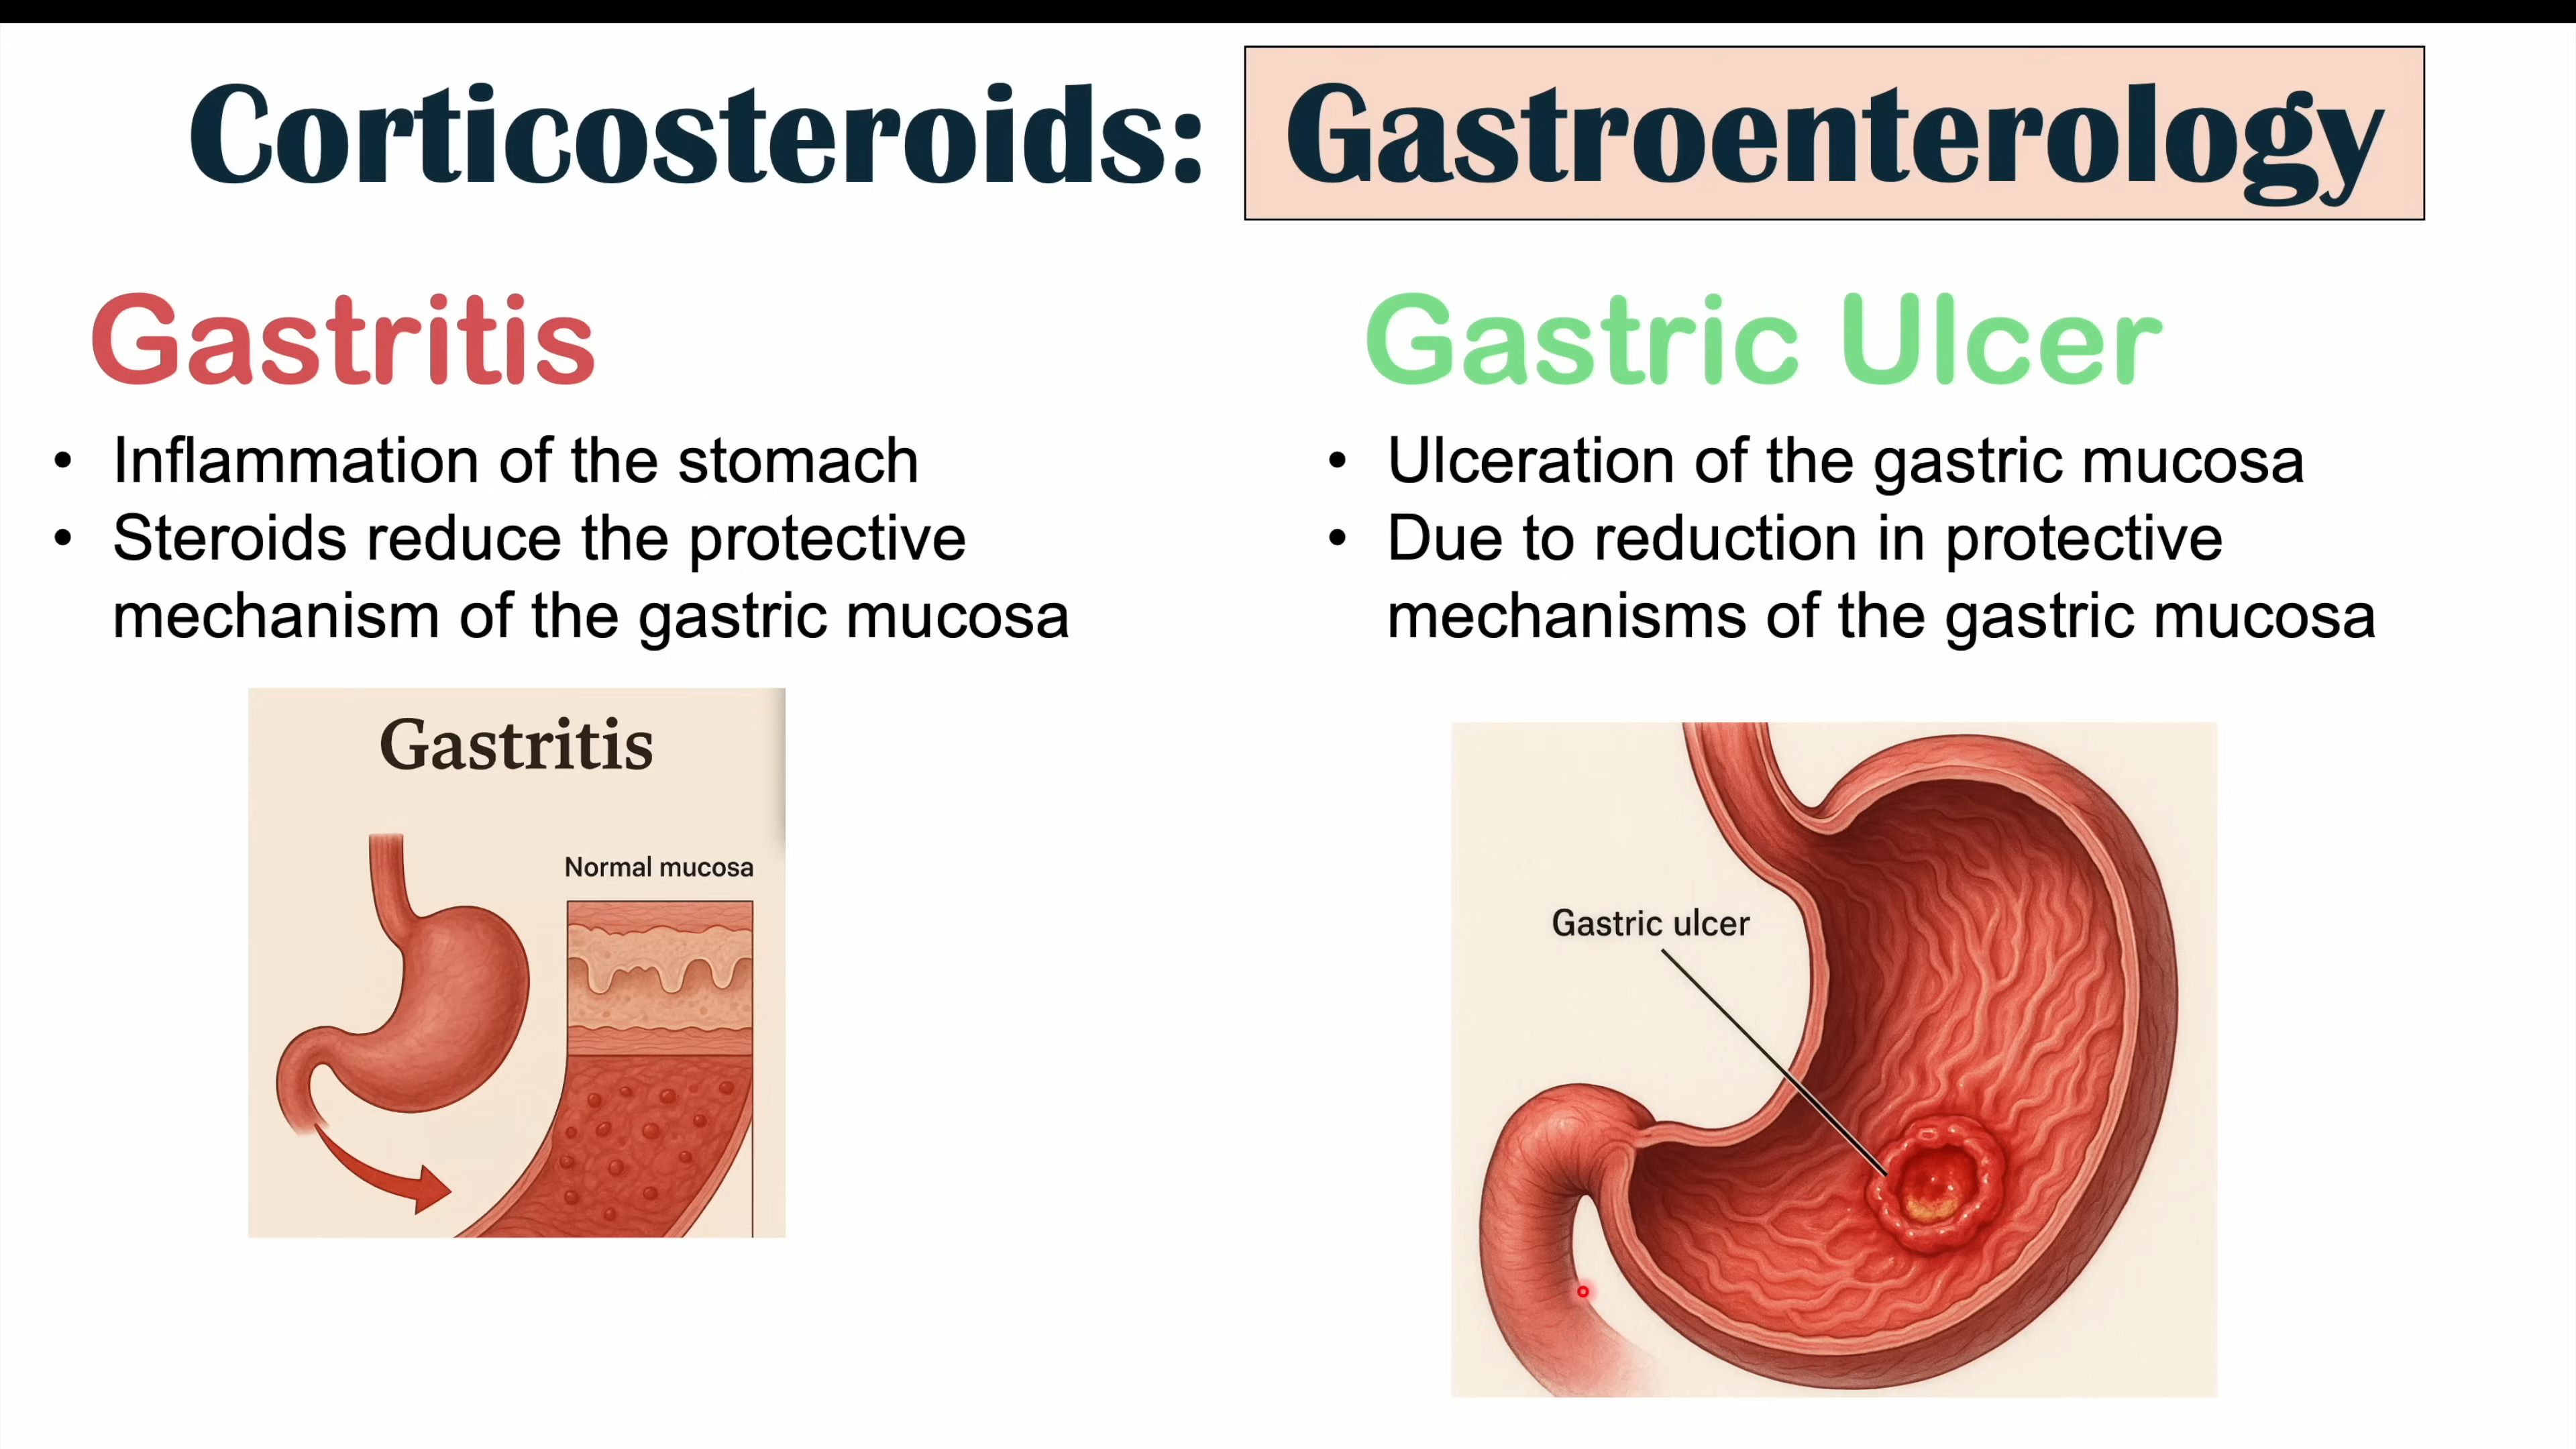 Corticosteroids: Gastroenterology
Gastritis
• Inflammation of the stomach
• Steroids reduce the protective
mechanism of the gastric mucosa
Gastritis
Normal mucosa
Gastric Ulcer
• Ulceration of the gastric mucosa
• Due to reduction in protective
mechanisms of the gastric mucosa
Gastric ulcer